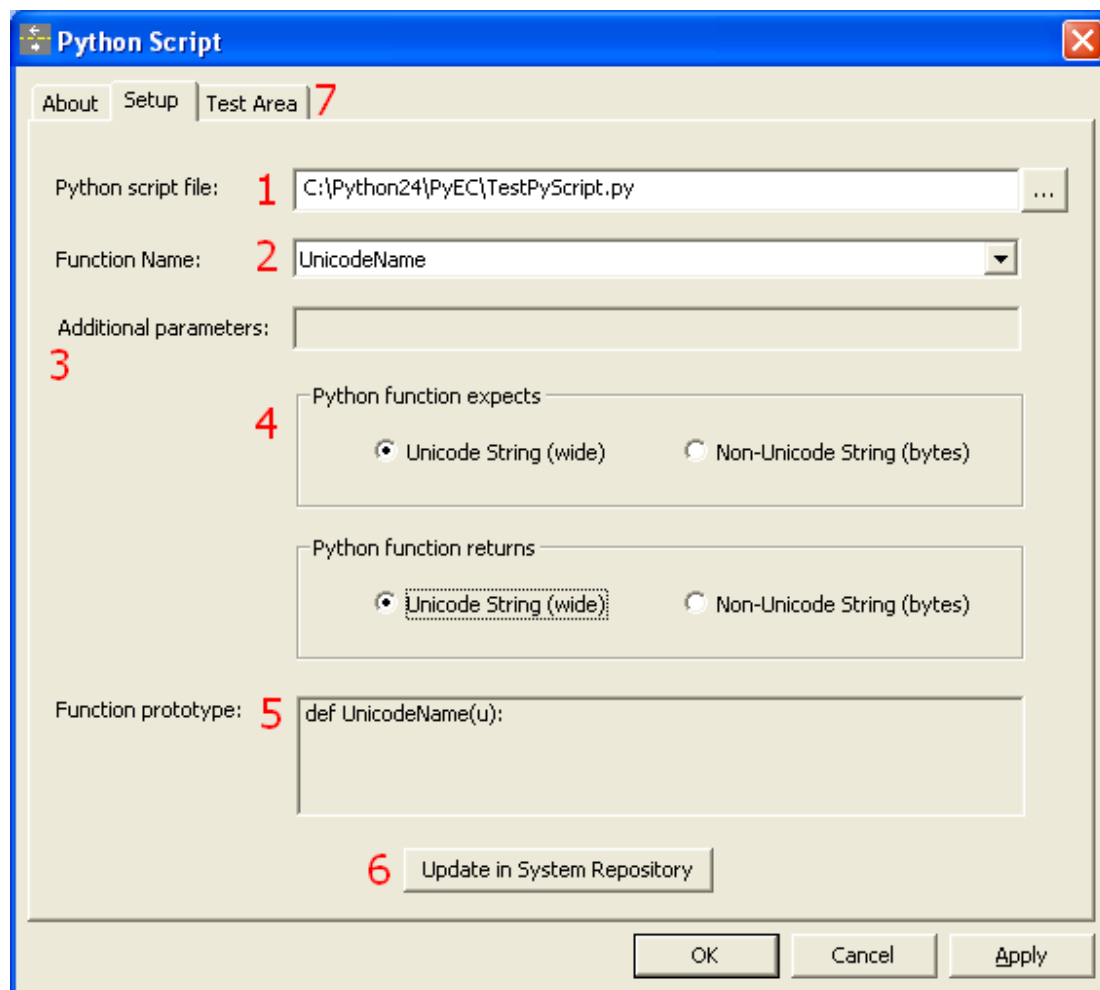 Python Script
About Setup Test Area 7
Python script file: 1 C:\Python24\PyEC\TestPyScript.py ...
Function Name: 2 UnicodeName
Additional parameters:
3
Python function expects
4 Unicode String (wide) Non-Unicode String (bytes)
Python function returns
Unicode String (wide) Non-Unicode String (bytes)
Function prototype: 5 def UnicodeName(u):
6 Update in System Repository
OK Cancel Apply